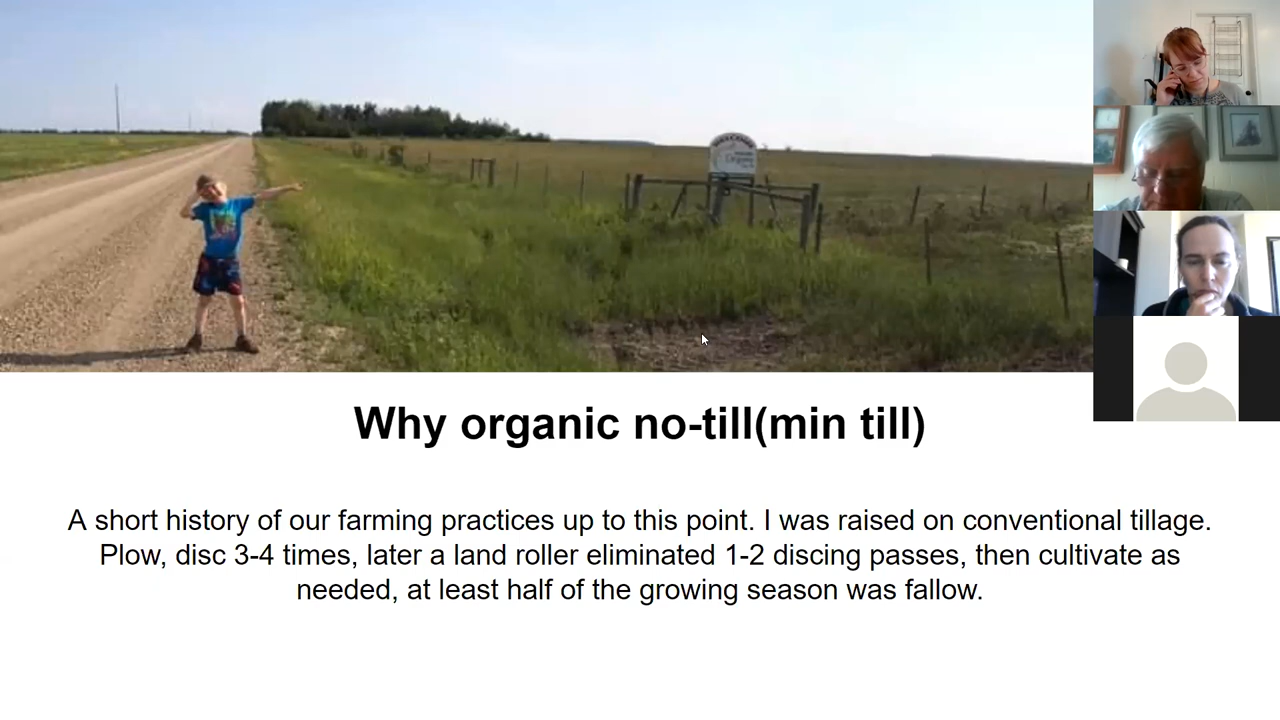 WELCOME
Organic
Why organic no-till(min till)
A short history of our farming practices up to this point. I was raised on conventional tillage.
Plow, disc 3-4 times, later a land roller eliminated 1-2 discing passes, then cultivate as
needed, at least half of the growing season was fallow.